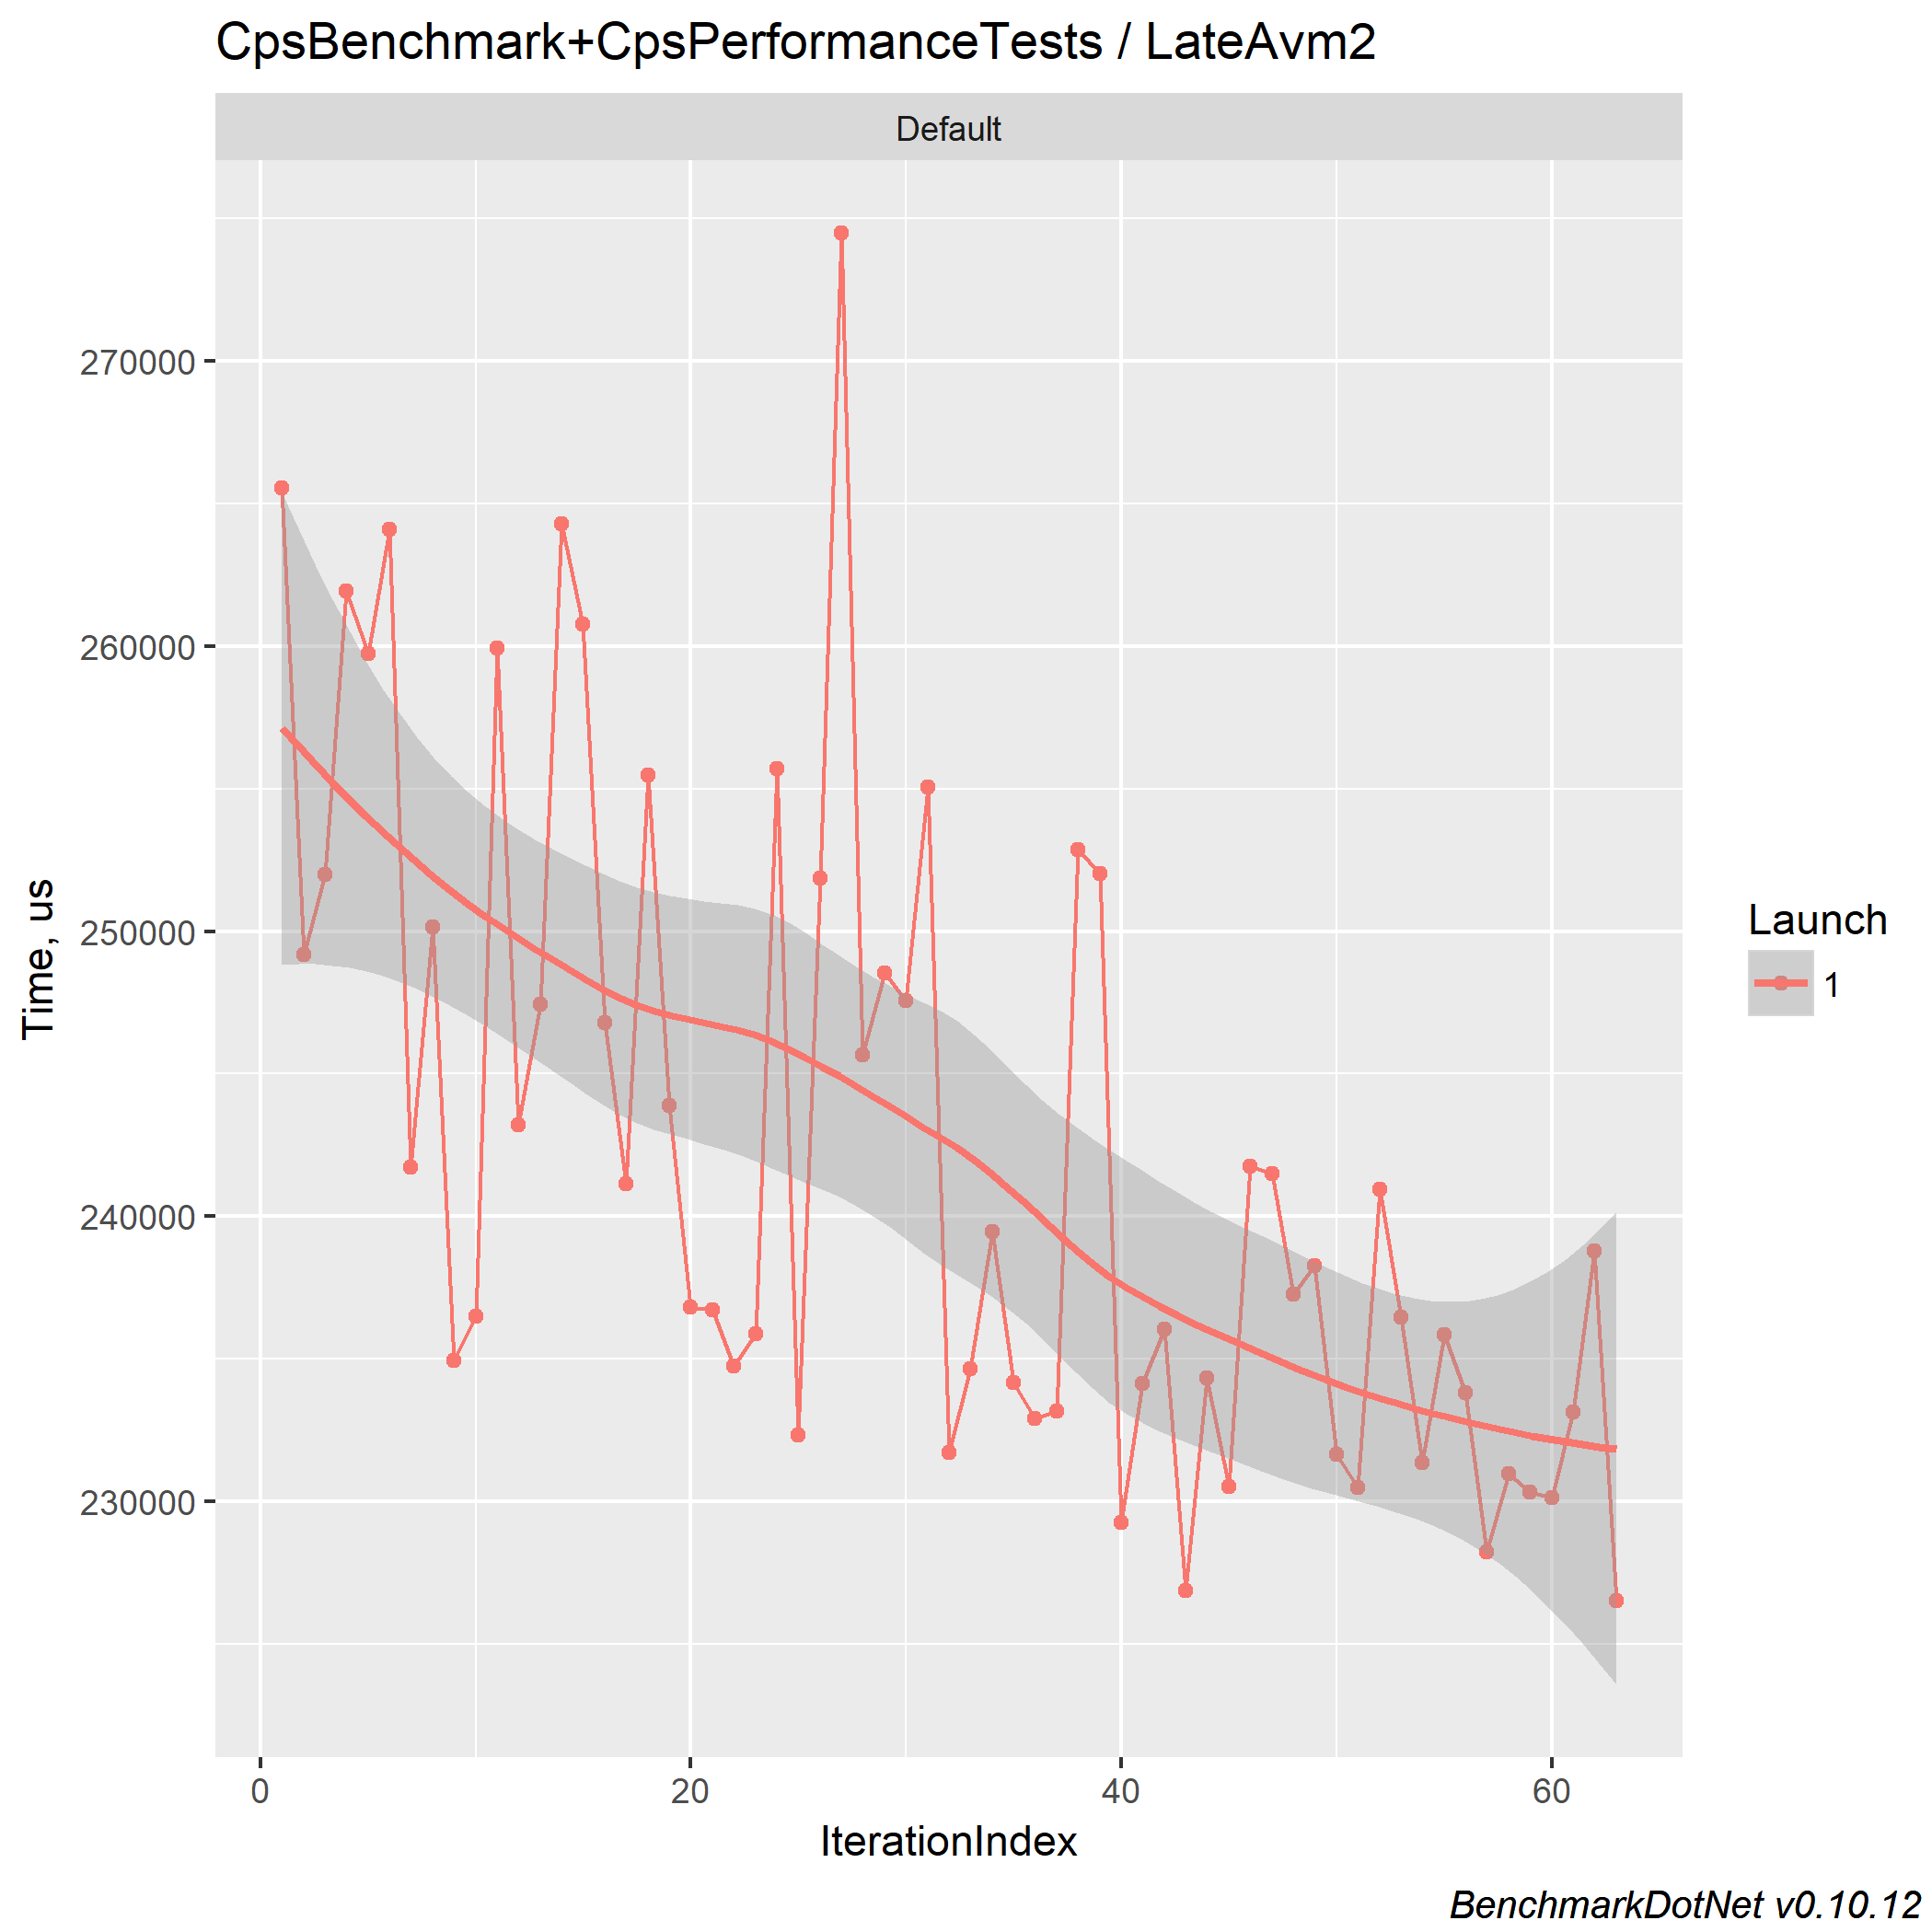 CpsBenchmark+CpsPerformanceTests / LateAvm2
Default
270000
260000
250000
240000
230000
Time, us
0 20 40 60
IterationIndex
Launch
1
BenchmarkDotNet v0.10.12